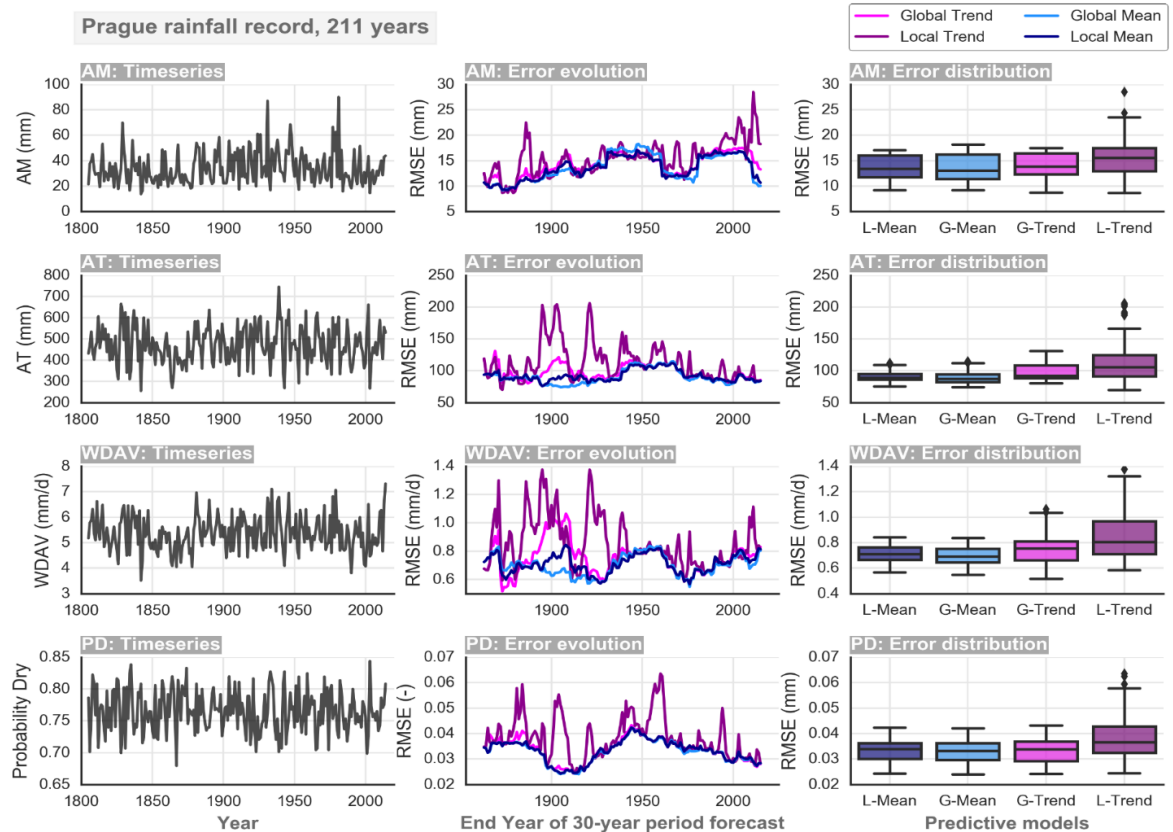 Prague rainfall record, 211 years
Global Trend
Global Mean
Local Trend
Local Mean
AM: Timeseries
AM: Error evolution
AM: Error distribution
AM (mm)
100
80
60
40
20
0
1800 1850 1900 1950 2000
RMSE (mm)
30
25
20
15
10
5
1900 1950 2000
RMSE (mm)
30
25
20
15
10
5
L-Mean G-Mean G-Trend L-Trend
AT: Timeseries
AT: Error evolution
AT: Error distribution
AT (mm)
800
700
600
500
400
300
200
1800 1850 1900 1950 2000
RMSE (mm)
250
200
150
100
50
1900 1950 2000
RMSE (mm)
250
200
150
100
50
L-Mean G-Mean G-Trend L-Trend
WDAV: Timeseries
WDAV: Error evolution
WDAV: Error distribution
WDAV (mm/d)
8
7
6
5
4
3
1800 1850 1900 1950 2000
RMSE (mm/d)
1.4
1.2
1.0
0.8
0.6
1900 1950 2000
RMSE (mm/d)
1.4
1.2
1.0
0.8
0.6
0.4
L-Mean G-Mean G-Trend L-Trend
PD: Timeseries
PD: Error evolution
PD: Error distribution
Probability Dry
0.85
0.80
0.75
0.70
0.65
1800 1850 1900 1950 2000
Year
RMSE (-)
0.07
0.06
0.05
0.04
0.03
0.02
1900 1950 2000
End Year of 30-year period forecast
RMSE (mm)
0.07
0.06
0.05
0.04
0.03
0.02
L-Mean G-Mean G-Trend L-Trend
Predictive models